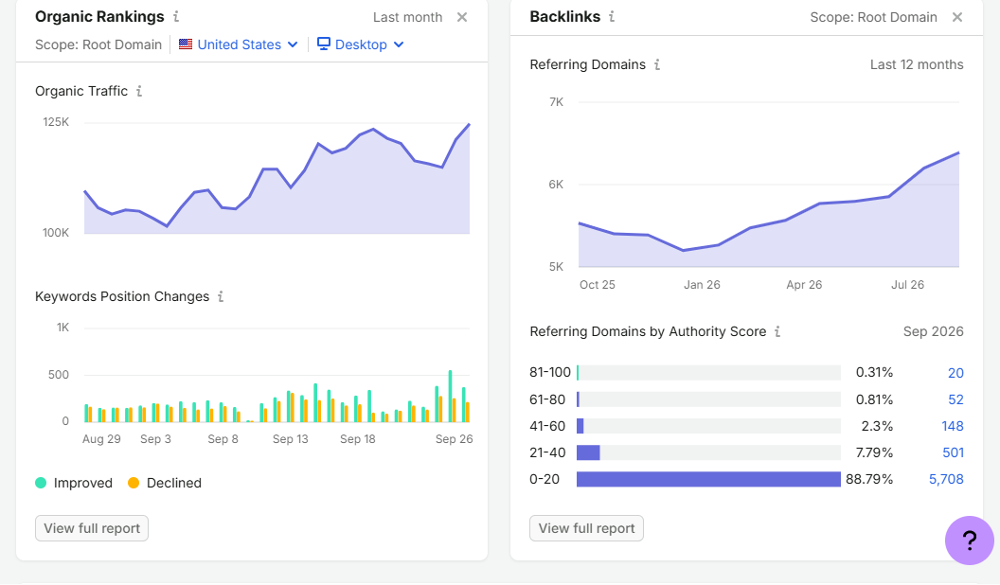 Organic Rankings i Last month ✕
Scope: Root Domain United States Desktop
Organic Traffic i
125K
100K
Keywords Position Changes i
1K
500
0
Aug 29 Sep 3 Sep 8 Sep 13 Sep 18 Sep 26
Improved Declined
View full report
Backlinks i Scope: Root Domain ✕
Referring Domains i Last 12 months
7K
6K
5K
Oct 25 Jan 26 Apr 26 Jul 26
Referring Domains by Authority Score i Sep 2026
81-100 0.31% 20
61-80 0.81% 52
41-60 2.3% 148
21-40 7.79% 501
0-20 88.79% 5,708
View full report
?